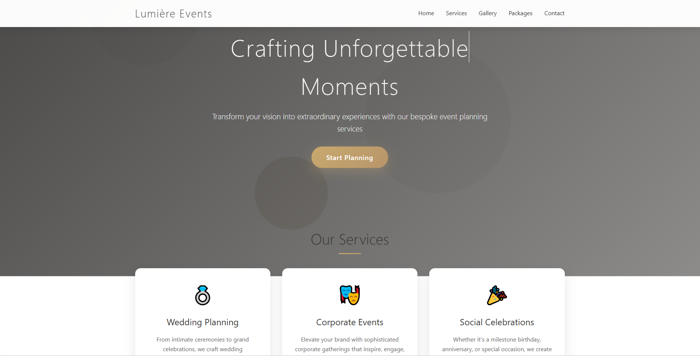 Lumière Events
Home Services Gallery Packages Contact
Crafting Unforgettable
Moments
Transform your vision into extraordinary experiences with our bespoke event planning
services
Start Planning
Our Services
Wedding Planning
From intimate ceremonies to grand
celebrations, we craft wedding
Corporate Events
Elevate your brand with sophisticated
corporate gatherings that inspire, engage,
Social Celebrations
Whether it's a milestone birthday,
anniversary, or special occasion, we create